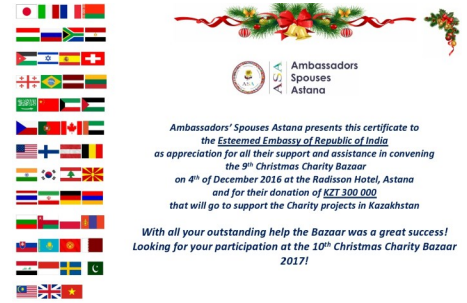 ASA
Ambassadors
Spouses
Astana
Ambassadors' Spouses Astana presents this certificate to
the Esteemed Embassy of Republic of India
as appreciation for all their support and assistance in convening
the 9th Christmas Charity Bazaar
on 4th of December 2016 at the Radisson Hotel, Astana
and for their donation of KZT 300 000
that will go to support the Charity projects in Kazakhstan
With all your outstanding help the Bazaar was a great success!
Looking for your participation at the 10th Christmas Charity Bazaar
2017!